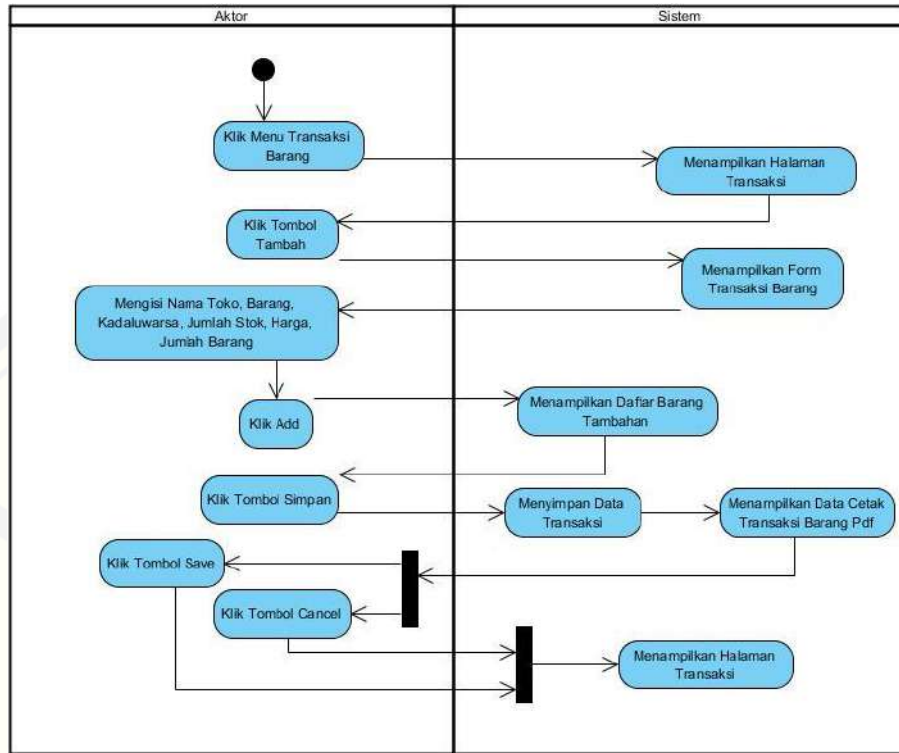 Aktor
Sistem
Klik Menu Transaksi
Barang
Menampilkan Halaman
Transaksi
Klik Tombol
Tambah
Menampilkan Form
Transaksi Barang
Mengisi Nama Toko, Barang,
Kadaluwarsa, Jumlah Stok, Harga,
Jumlah Barang
Klik Add
Menampilkan Daftar Barang
Tambahan
Klik Tombol Simpan
Menyimpan Data
Transaksi
Menampilkan Data Cetak
Transaksi Barang Pdf
Klik Tombol Save
Klik Tombol Cancel
Menampilkan Halaman
Transaksi